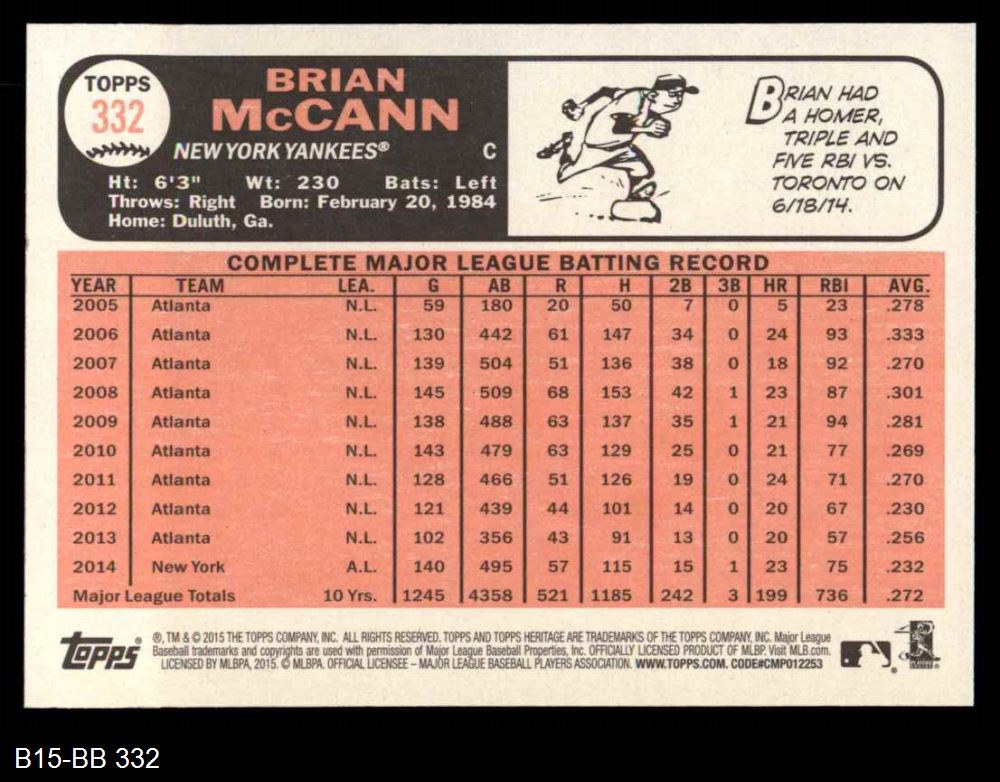 TOPPS
332
BRIAN
McCANN
NEW YORK YANKEES® C
Ht: 6'3" Wt: 230 Bats: Left
Throws: Right Born: February 20, 1984
Home: Duluth, Ga.
BRIAN HAD
A HOMER,
TRIPLE AND
FIVE RBI VS.
TORONTO ON
6/18/14.
COMPLETE MAJOR LEAGUE BATTING RECORD
YEAR TEAM LEA. G AB R H 2B 3B HR RBI AVG.
2005 Atlanta N.L. 59 180 20 50 7 0 5 23 .278
2006 Atlanta N.L. 130 442 61 147 34 0 24 93 .333
2007 Atlanta N.L. 139 504 51 136 38 0 18 92 .270
2008 Atlanta N.L. 145 509 68 153 42 1 23 87 .301
2009 Atlanta N.L. 138 488 63 137 35 1 21 94 .281
2010 Atlanta N.L. 143 479 63 129 25 0 21 77 .269
2011 Atlanta N.L. 128 466 51 126 19 0 24 71 .270
2012 Atlanta N.L. 121 439 44 101 14 0 20 67 .230
2013 Atlanta N.L. 102 356 43 91 13 0 20 57 .256
2014 New York A.L. 140 495 57 115 15 1 23 75 .232
Major League Totals 10 Yrs. 1245 4358 521 1185 242 3 199 736 .272
Topps®
®, TM & © 2015 THE TOPPS COMPANY, INC. ALL RIGHTS RESERVED. TOPPS AND TOPPS HERITAGE ARE TRADEMARKS OF THE TOPPS COMPANY, INC. Major League
Baseball trademarks and copyrights are used with permission of Major League Baseball Properties, Inc. OFFICIALLY LICENSED PRODUCT OF MLBP. Visit MLB.com.
LICENSED BY MLBPA, 2015. © MLBPA. OFFICIAL LICENSEE – MAJOR LEAGUE BASEBALL PLAYERS ASSOCIATION. WWW.TOPPS.COM. CODE#CMP012253
B15-BB 332